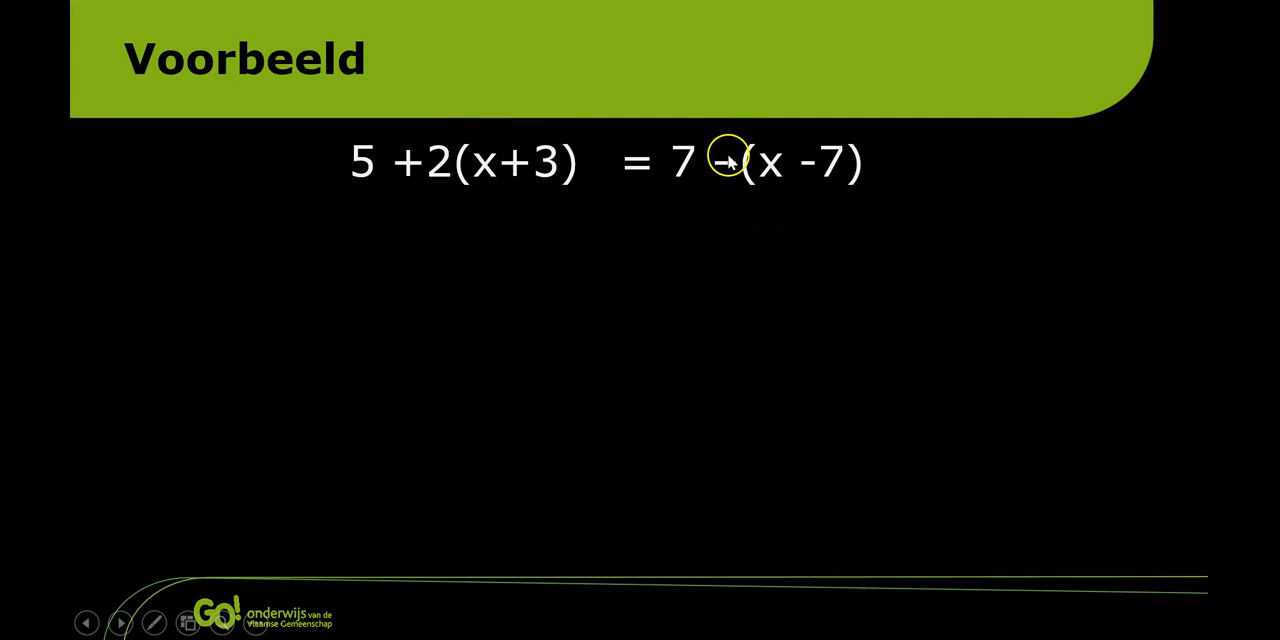 Voorbeeld
5 +2(x+3) = 7 -(x -7)
GO! onderwijs van de
Vlaamse Gemeenschap